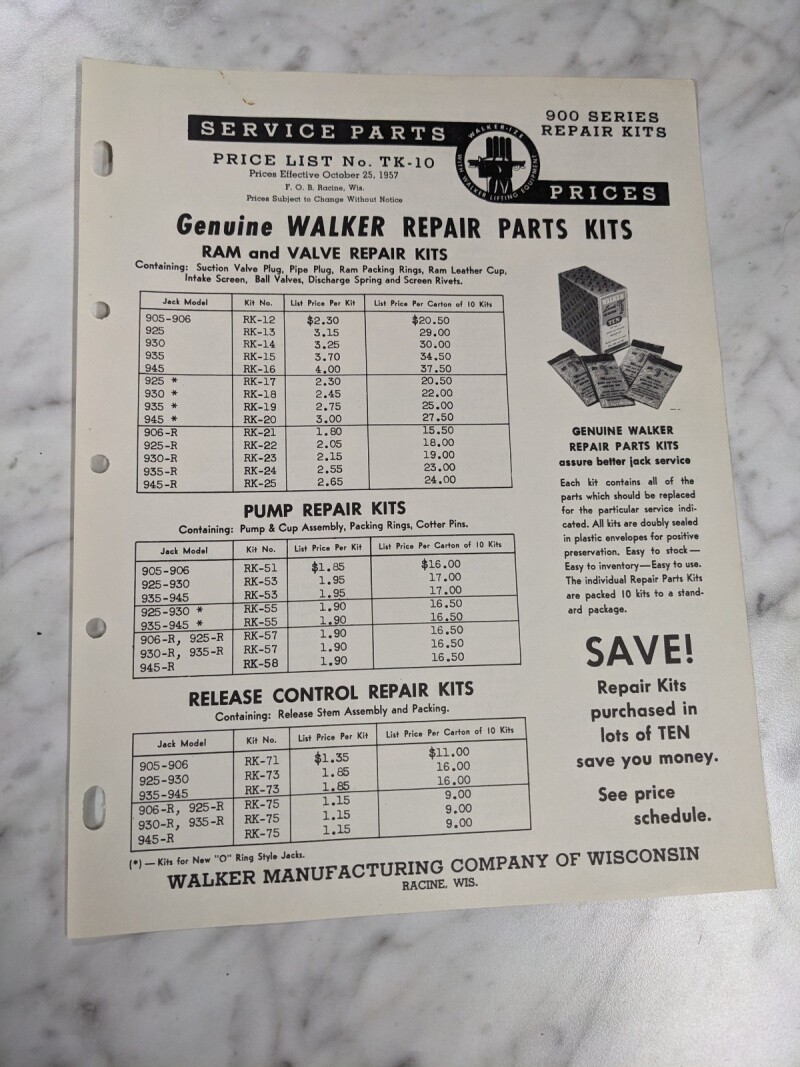 SERVICE PARTS
900 SERIES
REPAIR KITS
PRICE LIST No. TK-10
Prices Effective October 25, 1957
F. O. B. Racine, Wis.
Prices Subject to Change Without Notice
WALKER-IZE
WITH WALKER LIFTING EQUIPMENT
PRICES
Genuine WALKER REPAIR PARTS KITS
RAM and VALVE REPAIR KITS
Containing: Suction Valve Plug, Pipe Plug, Ram Packing Rings, Ram Leather Cup,
Intake Screen, Ball Valves, Discharge Spring and Screen Rivets.
Jack Model Kit No. List Price Per Kit List Price Per Carton of 10 Kits
905-906 RK-12 $2.30 $20.50
925 RK-13 3.15 29.00
930 RK-14 3.25 30.00
935 RK-15 3.70 34.50
945 RK-16 4.00 37.50
925 * RK-17 2.30 20.50
930 * RK-18 2.45 22.00
935 * RK-19 2.75 25.00
945 * RK-20 3.00 27.50
906-R RK-21 1.80 15.50
925-R RK-22 2.05 18.00
930-R RK-23 2.15 19.00
935-R RK-24 2.55 23.00
945-R RK-25 2.65 24.00
PUMP REPAIR KITS
Containing: Pump & Cup Assembly, Packing Rings, Cotter Pins.
Jack Model Kit No. List Price Per Kit List Price Per Carton of 10 Kits
905-906 RK-51 $1.85 $16.00
925-930 RK-53 1.95 17.00
935-945 RK-53 1.95 17.00
925-930 * RK-55 1.90 16.50
935-945 * RK-55 1.90 16.50
906-R, 925-R RK-57 1.90 16.50
930-R, 935-R RK-57 1.90 16.50
945-R RK-58 1.90 16.50
RELEASE CONTROL REPAIR KITS
Containing: Release Stem Assembly and Packing.
Jack Model Kit No. List Price Per Kit List Price Per Carton of 10 Kits
905-906 RK-71 $1.35 $11.00
925-930 RK-73 1.85 16.00
935-945 RK-73 1.85 16.00
906-R, 925-R RK-75 1.15 9.00
930-R, 935-R RK-75 1.15 9.00
945-R RK-75 1.15 9.00
(*) — Kits for New "O" Ring Style Jacks.
WALKER
TEN
GENUINE WALKER
REPAIR PARTS KITS
assure better jack service
Each kit contains all of the
parts which should be replaced
for the particular service indi-
cated. All kits are doubly sealed
in plastic envelopes for positive
preservation. Easy to stock—
Easy to inventory—Easy to use.
The individual Repair Parts Kits
are packed 10 kits to a stand-
ard package.
SAVE!
Repair Kits
purchased in
lots of TEN
save you money.
See price
schedule.
WALKER MANUFACTURING COMPANY OF WISCONSIN
RACINE, WIS.